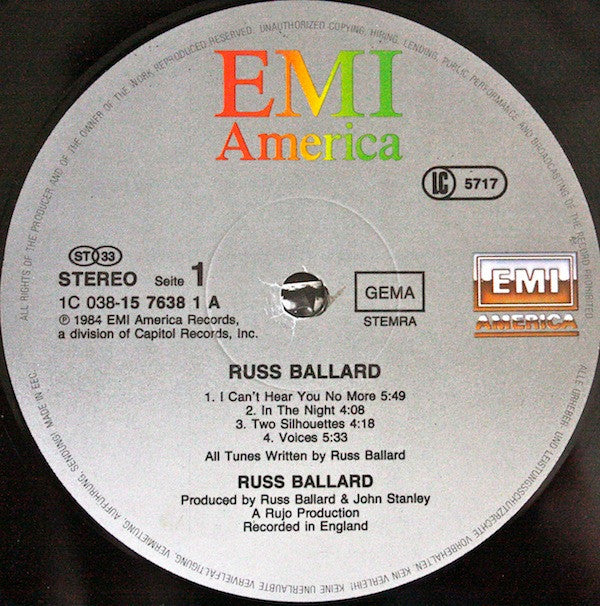 ALL RIGHTS OF THE PRODUCER AND OF THE OWNER OF THE WORK REPRODUCED RESERVED. UNAUTHORIZED COPYING, HIRING, LENDING, PUBLIC PERFORMANCE AND BROADCASTING OF THE RECORD PROHIBITED.
EMI
America
LC 5717
ST 33
STEREO Seite 1
1C 038-15 7638 1 A
℗ 1984 EMI America Records,
a division of Capitol Records, Inc.
GEMA
STEMRA
EMI
AMERICA
RUSS BALLARD
1. I Can't Hear You No More 5:49
2. In The Night 4:08
3. Two Silhouettes 4:18
4. Voices 5:33
All Tunes Written by Russ Ballard
RUSS BALLARD
Produced by Russ Ballard & John Stanley
A Rujo Production
Recorded in England
ALLE URHEBER- UND LEISTUNGSSCHUTZRECHTE VORBEHALTEN. KEIN VERLEIH! KEINE UNERLAUBTE VERVIELFÄLTIGUNG, VERMIETUNG, AUFFÜHRUNG, SENDUNG! MADE IN EEC.